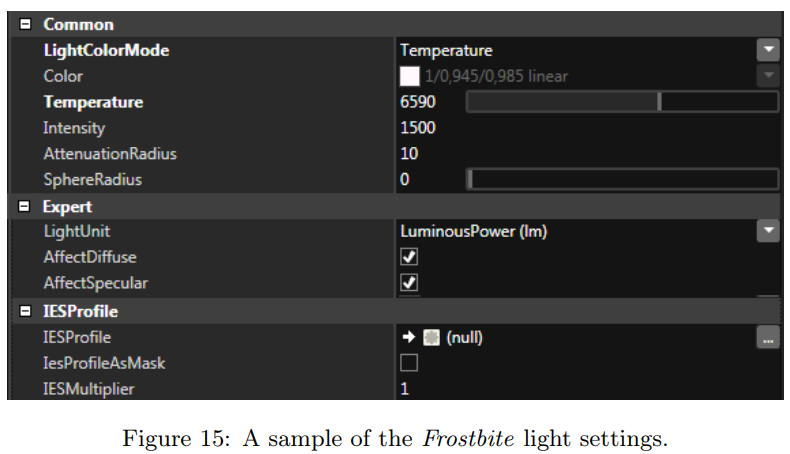 Common
LightColorMode Temperature
Color 1/0,945/0,985 linear
Temperature 6590
Intensity 1500
AttenuationRadius 10
SphereRadius 0
Expert
LightUnit LuminousPower (lm)
AffectDiffuse
AffectSpecular
IESProfile
IESProfile (null) ...
IesProfileAsMask
IESMultiplier 1
Figure 15: A sample of the Frostbite light settings.